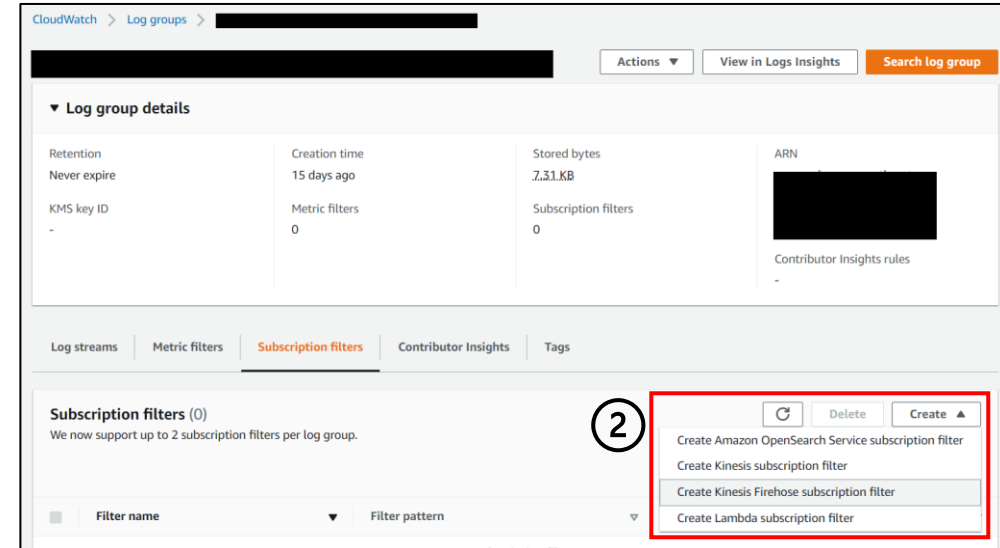 CloudWatch > Log groups >
Actions ▼ View in Logs Insights Search log group
▼ Log group details
Retention
Never expire
Creation time
15 days ago
Stored bytes
7.31 KB
ARN
KMS key ID
-
Metric filters
0
Subscription filters
0
Contributor Insights rules
-
Log streams Metric filters Subscription filters Contributor Insights Tags
Subscription filters (0)
We now support up to 2 subscription filters per log group.
②
Delete Create ▲
Create Amazon OpenSearch Service subscription filter
Create Kinesis subscription filter
Create Kinesis Firehose subscription filter
Create Lambda subscription filter
Filter name ▼ Filter pattern ▽